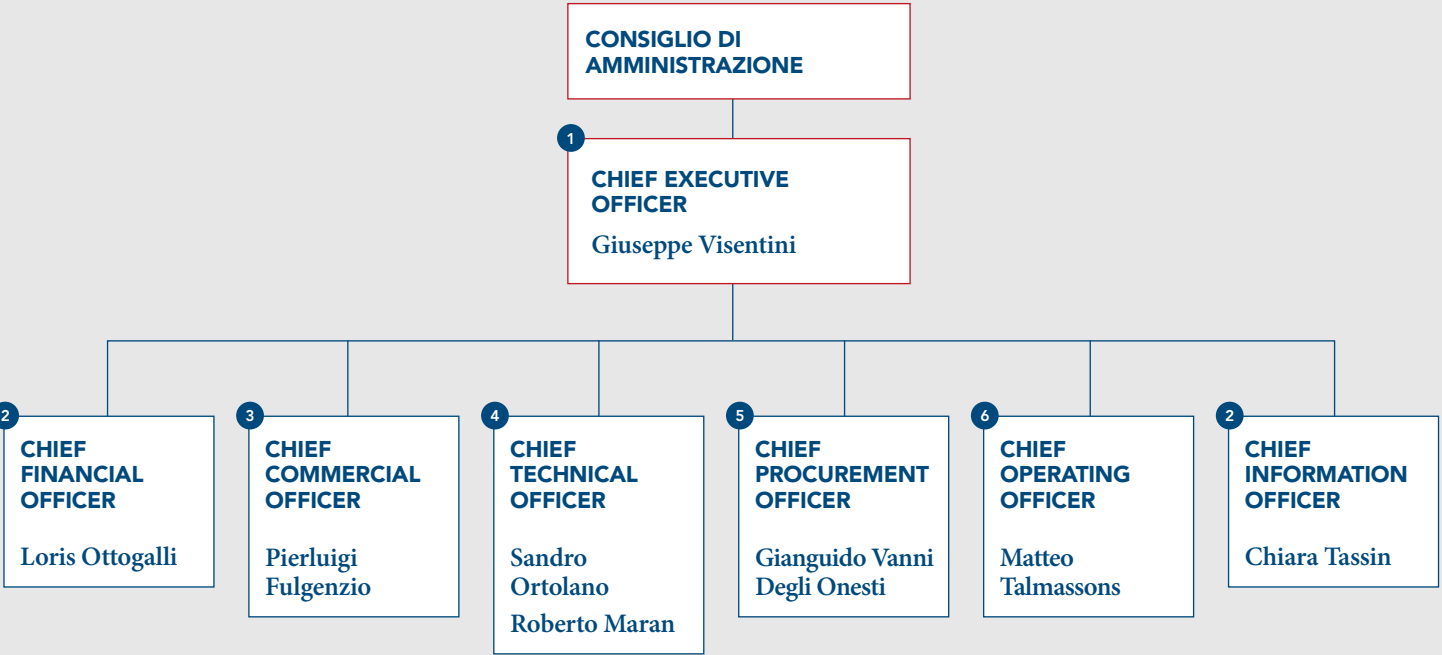 CONSIGLIO DI
AMMINISTRAZIONE
1
CHIEF EXECUTIVE
OFFICER
Giuseppe Visentini
2
CHIEF
FINANCIAL
OFFICER
Loris Ottogalli
3
CHIEF
COMMERCIAL
OFFICER
Pierluigi
Fulgenzio
4
CHIEF
TECHNICAL
OFFICER
Sandro
Ortolano
Roberto Maran
5
CHIEF
PROCUREMENT
OFFICER
Gianguido Vanni
Degli Onesti
6
CHIEF
OPERATING
OFFICER
Matteo
Talmassons
2
CHIEF
INFORMATION
OFFICER
Chiara Tassin